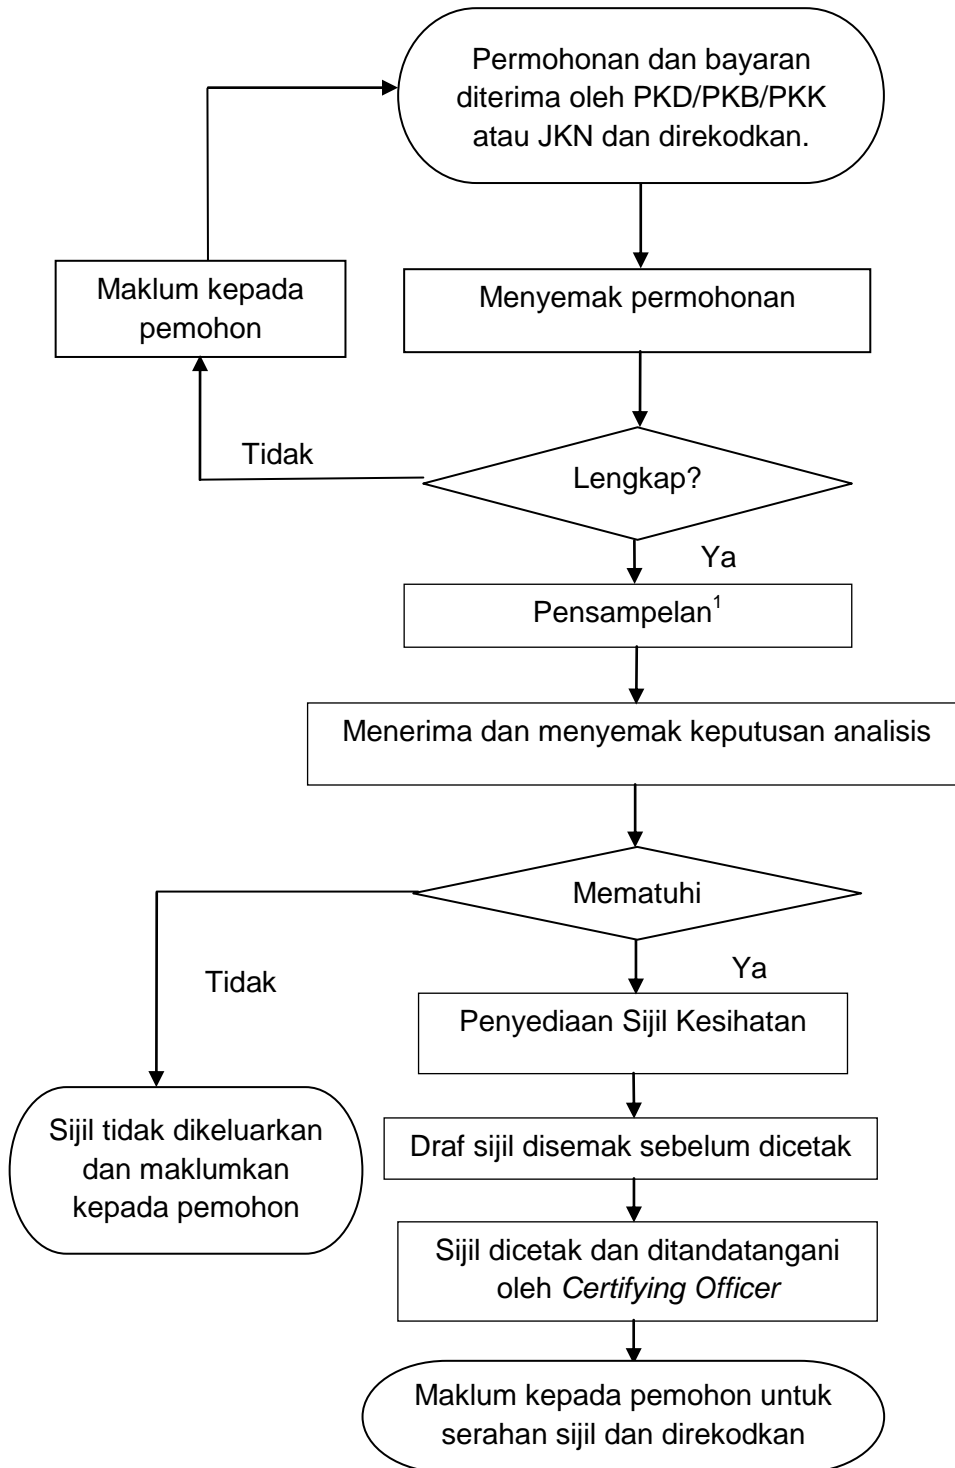 Permohonan dan bayaran
diterima oleh PKD/PKB/PKK
atau JKN dan direkodkan.
Maklum kepada
pemohon
Menyemak permohonan
Tidak
Lengkap?
Ya
Pensampelan¹
Menerima dan menyemak keputusan analisis
Mematuhi
Tidak
Ya
Penyediaan Sijil Kesihatan
Sijil tidak dikeluarkan
dan maklumkan
kepada pemohon
Draf sijil disemak sebelum dicetak
Sijil dicetak dan ditandatangani
oleh Certifying Officer
Maklum kepada pemohon untuk
serahan sijil dan direkodkan